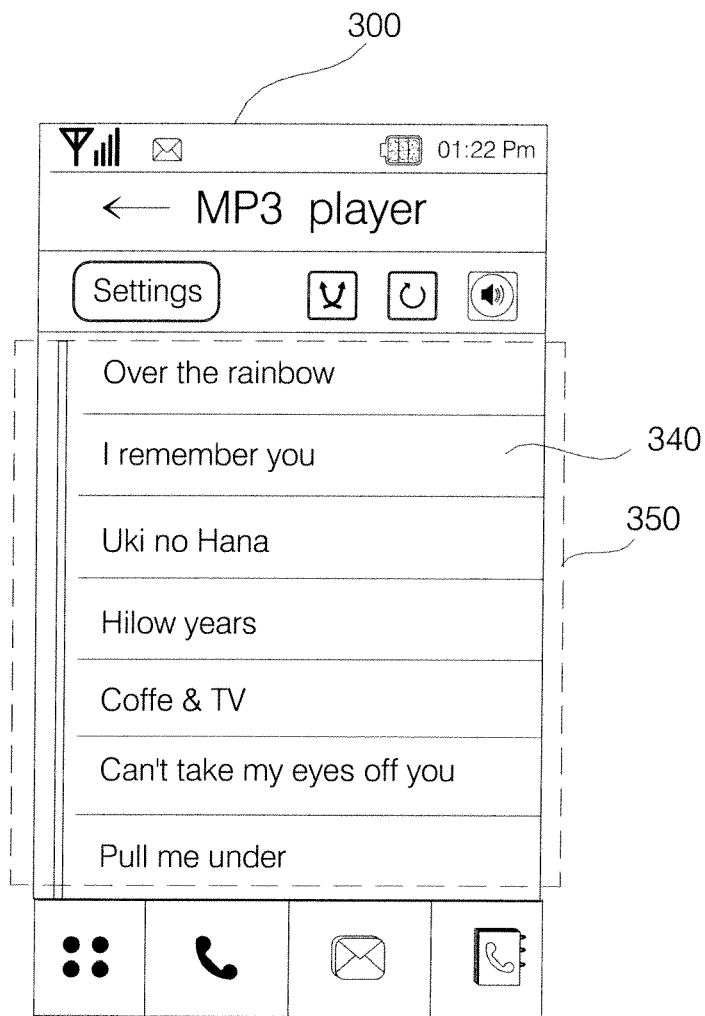 300
01:22 Pm
MP3 player
Settings
Over the rainbow
I remember you
340
Uki no Hana
350
Hilow years
Coffe & TV
Can't take my eyes off you
Pull me under